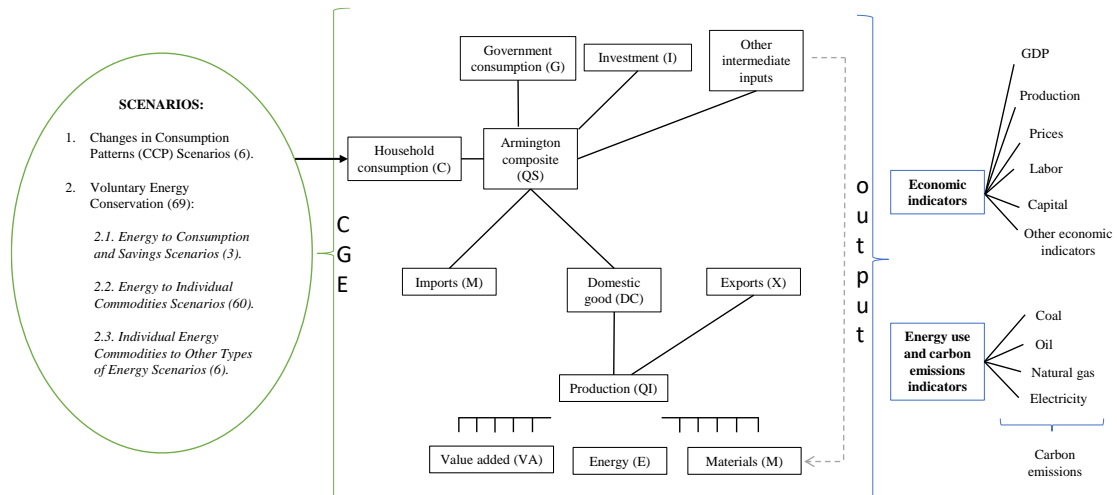 SCENARIOS:
1. Changes in Consumption
Patterns (CCP) Scenarios (6).
2. Voluntary Energy
Conservation (69):
2.1. Energy to Consumption
and Savings Scenarios (3).
2.2. Energy to Individual
Commodities Scenarios (60).
2.3. Individual Energy
Commodities to Other Types
of Energy Scenarios (6).
C
G
E
Government
consumption (G)
Investment (I)
Other
intermediate
inputs
Household
consumption (C)
Armington
composite
(QS)
Imports (M)
Domestic
good (DC)
Exports (X)
Production (QI)
Value added (VA)
Energy (E)
Materials (M)
o
u
t
p
u
t
Economic
indicators
GDP
Production
Prices
Labor
Capital
Other economic
indicators
Energy use and
carbon
emissions
indicators
Coal
Oil
Natural gas
Electricity
Carbon
emissions